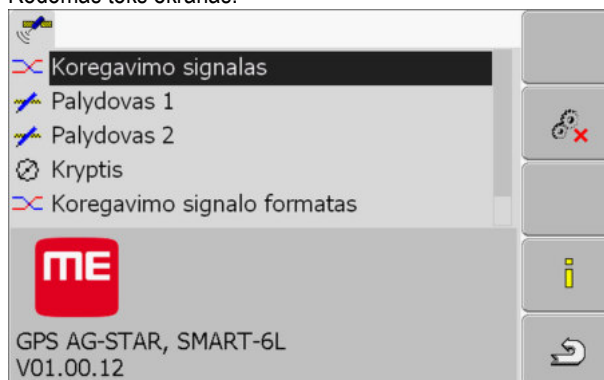 Rodomas toks ekranas:
Koregavimo signalas
Palydovas 1
Palydovas 2
Kryptis
Koregavimo signalo formatas
ME
GPS AG-STAR, SMART-6L
V01.00.12